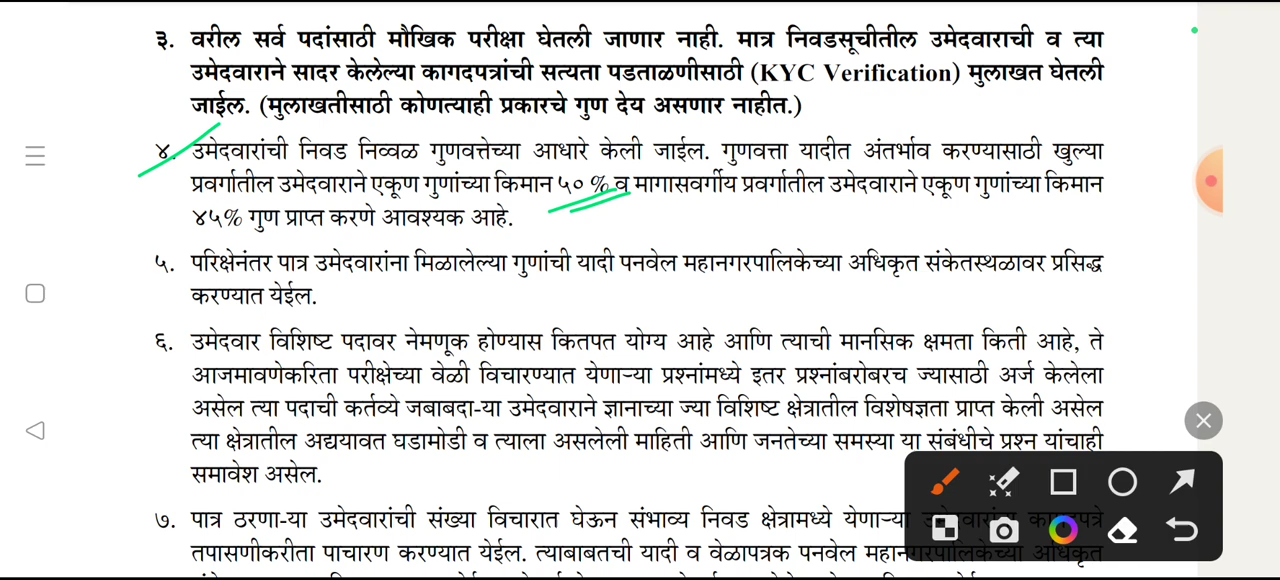 ३. वरील सर्व पदांसाठी मौखिक परीक्षा घेतली जाणार नाही. मात्र निवडसूचीतील उमेदवाराची व त्या
उमेदवाराने सादर केलेल्या कागदपत्रांची सत्यता पडताळणीसाठी (KYC Verification) मुलाखत घेतली
जाईल. (मुलाखतीसाठी कोणत्याही प्रकारचे गुण देय असणार नाहीत.)
४. उमेदवारांची निवड निव्वळ गुणवत्तेच्या आधारे केली जाईल. गुणवत्ता यादीत अंतर्भाव करण्यासाठी खुल्या
प्रवर्गातील उमेदवाराने एकूण गुणांच्या किमान ५० % व मागासवर्गीय प्रवर्गातील उमेदवाराने एकूण गुणांच्या किमान
४५% गुण प्राप्त करणे आवश्यक आहे.
५. परिक्षेनंतर पात्र उमेदवारांना मिळालेल्या गुणांची यादी पनवेल महानगरपालिकेच्या अधिकृत संकेतस्थळावर प्रसिद्ध
करण्यात येईल.
६. उमेदवार विशिष्ट पदावर नेमणूक होण्यास कितपत योग्य आहे आणि त्याची मानसिक क्षमता किती आहे, ते
आजमावणेकरिता परीक्षेच्या वेळी विचारण्यात येणाऱ्या प्रश्नांमध्ये इतर प्रश्नांबरोबरच ज्यासाठी अर्ज केलेला
असेल त्या पदाची कर्तव्ये जबाबदा-या उमेदवाराने ज्ञानाच्या ज्या विशिष्ट क्षेत्रातील विशेषज्ञता प्राप्त केली असेल
त्या क्षेत्रातील अद्ययावत घडामोडी व त्याला असलेली माहिती आणि जनतेच्या समस्या या संबंधीचे प्रश्न यांचाही
समावेश असेल.
७. पात्र ठरणा-या उमेदवारांची संख्या विचारात घेऊन संभाव्य निवड क्षेत्रामध्ये येणाऱ्या
तपासणीकरीता पाचारण करण्यात येईल. त्याबाबतची यादी व वेळापत्रक पनवेल